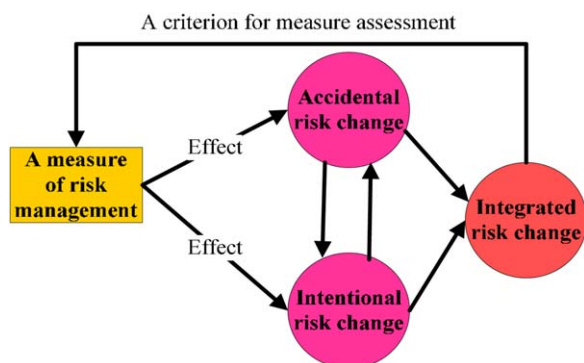 A criterion for measure assessment
Accidental
risk change
Effect
A measure
of risk
management
Integrated
risk change
Effect
Intentional
risk change